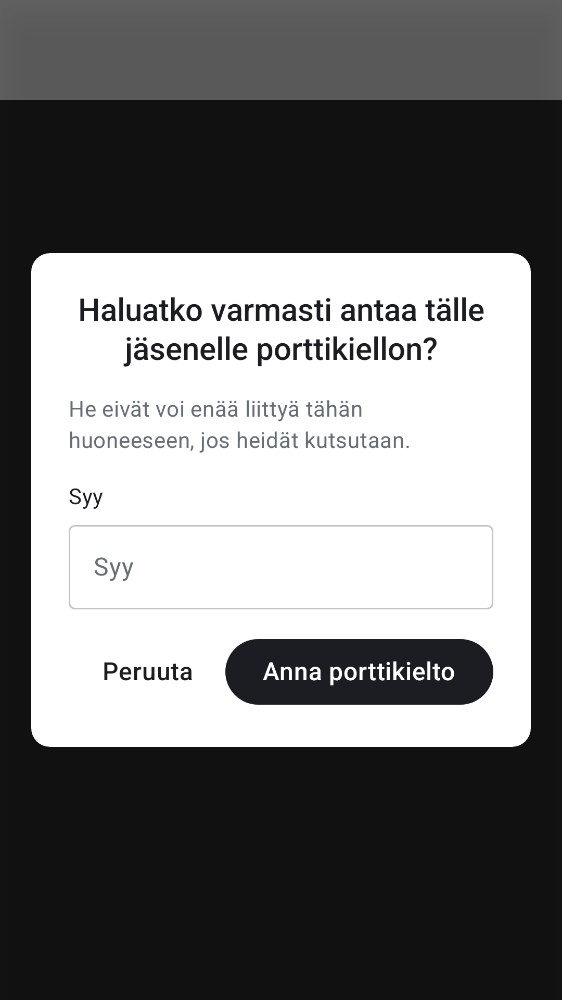 Haluatko varmasti antaa tälle
jäsenelle porttikiellon?
He eivät voi enää liittyä tähän
huoneeseen, jos heidät kutsutaan.
Syy
Syy
Peruuta
Anna porttikielto